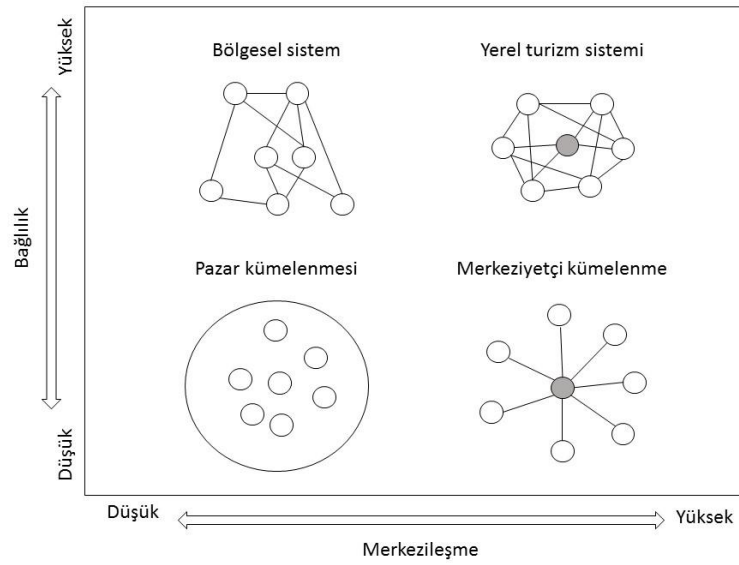 Yüksek
Bölgesel sistem
Yerel turizm sistemi
Bağlılık
Pazar kümelenmesi
Merkeziyetçi kümelenme
Düşük
Düşük
Yüksek
Merkezileşme